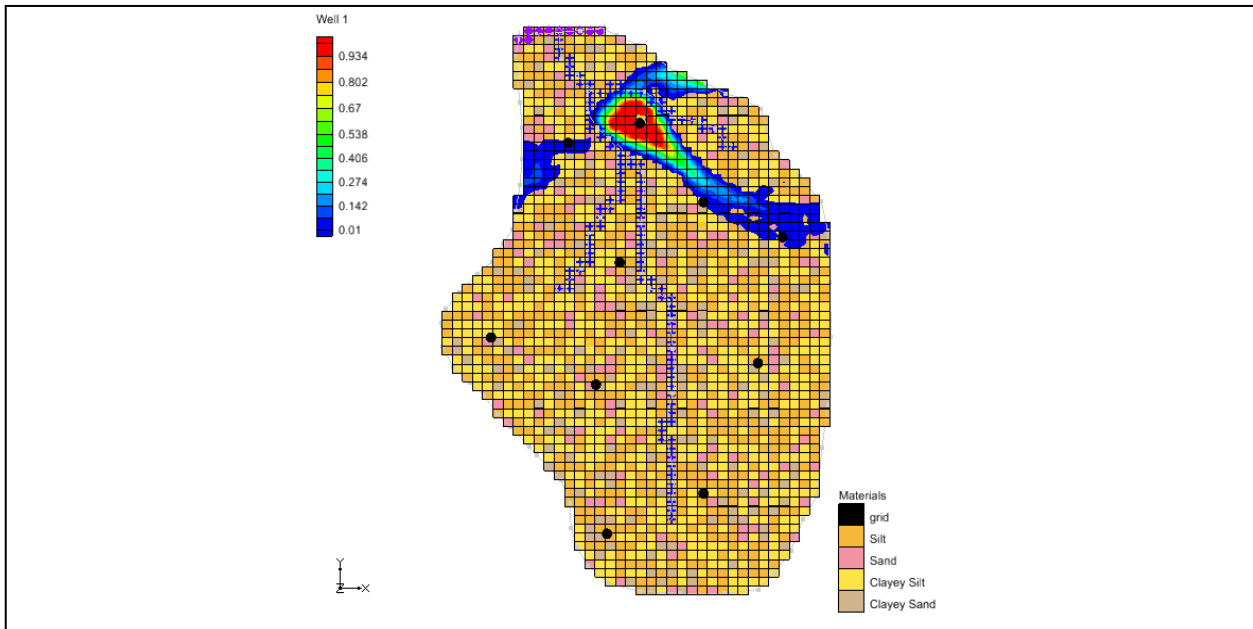 Well 1
0.934
0.802
0.67
0.538
0.406
0.274
0.142
0.01
Y
Z
X
Materials
grid
Silt
Sand
Clayey Silt
Clayey Sand